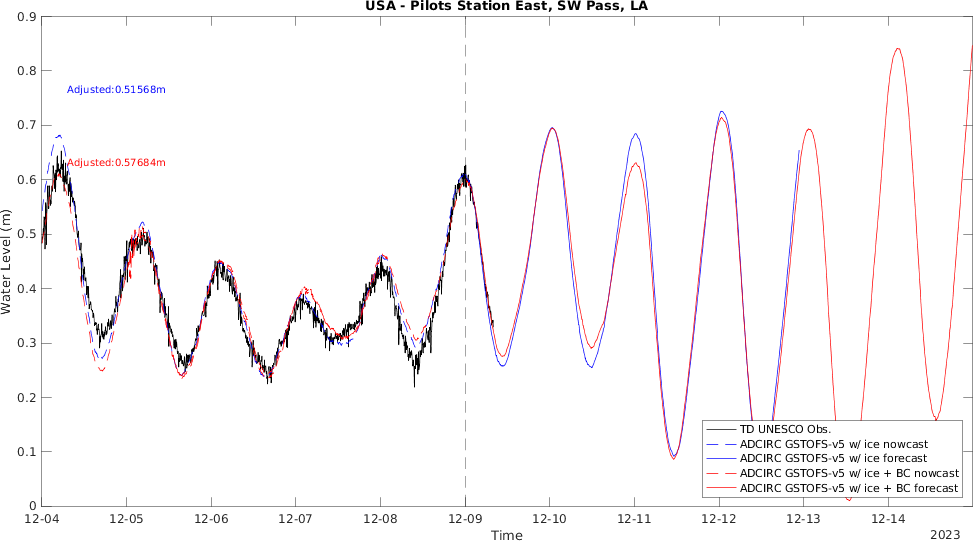 USA - Pilots Station East, SW Pass, LA
0.9
0.8
0.7
0.6
0.5
0.4
0.3
0.2
0.1
0
Water Level (m)
Adjusted:0.51568m
Adjusted:0.57684m
TD UNESCO Obs.
ADCIRC GSTOFS-v5 w/ ice nowcast
ADCIRC GSTOFS-v5 w/ ice forecast
ADCIRC GSTOFS-v5 w/ ice + BC nowcast
ADCIRC GSTOFS-v5 w/ ice + BC forecast
12-04 12-05 12-06 12-07 12-08 12-09 12-10 12-11 12-12 12-13 12-14
Time
2023